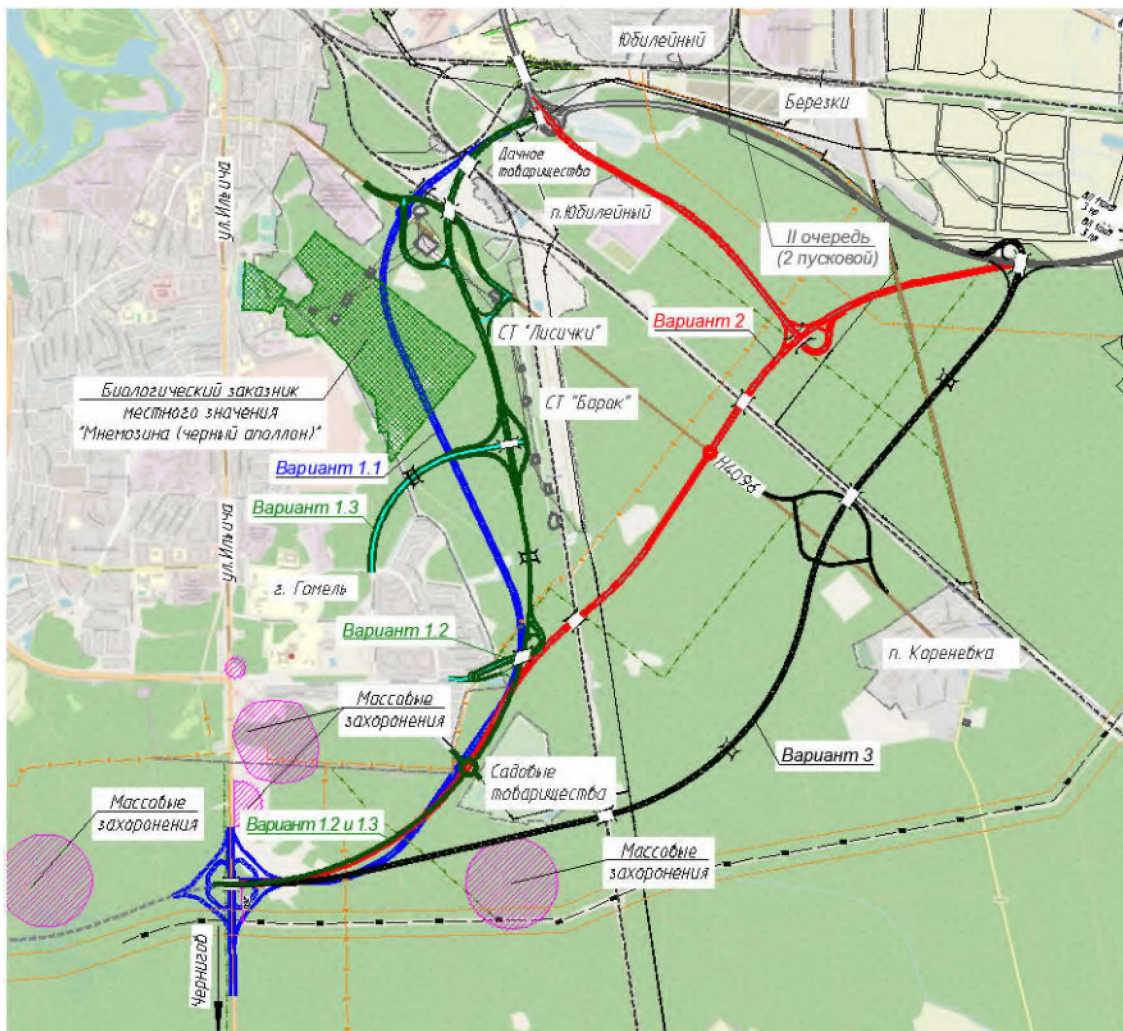 Юбилейный
Березки
ул. Ильича
Дачное
товарищество
п.Юбилейный
II очередь
(2 пусковой)
Вариант 2
СТ "Лисички"
Биологический заказник
местного значения
"Мнемозина (черный аполлон)"
СТ "Барок"
Вариант 1.1
Н4096
Вариант 1.3
ул.Ильича
г. Гомель
Вариант 1.2
п. Кореневка
Массовые
захоронения
Вариант 3
Садовые
товарищества
Массовые
захоронения
Вариант 1.2 и 1.3
Массовые
захоронения
Чернигов